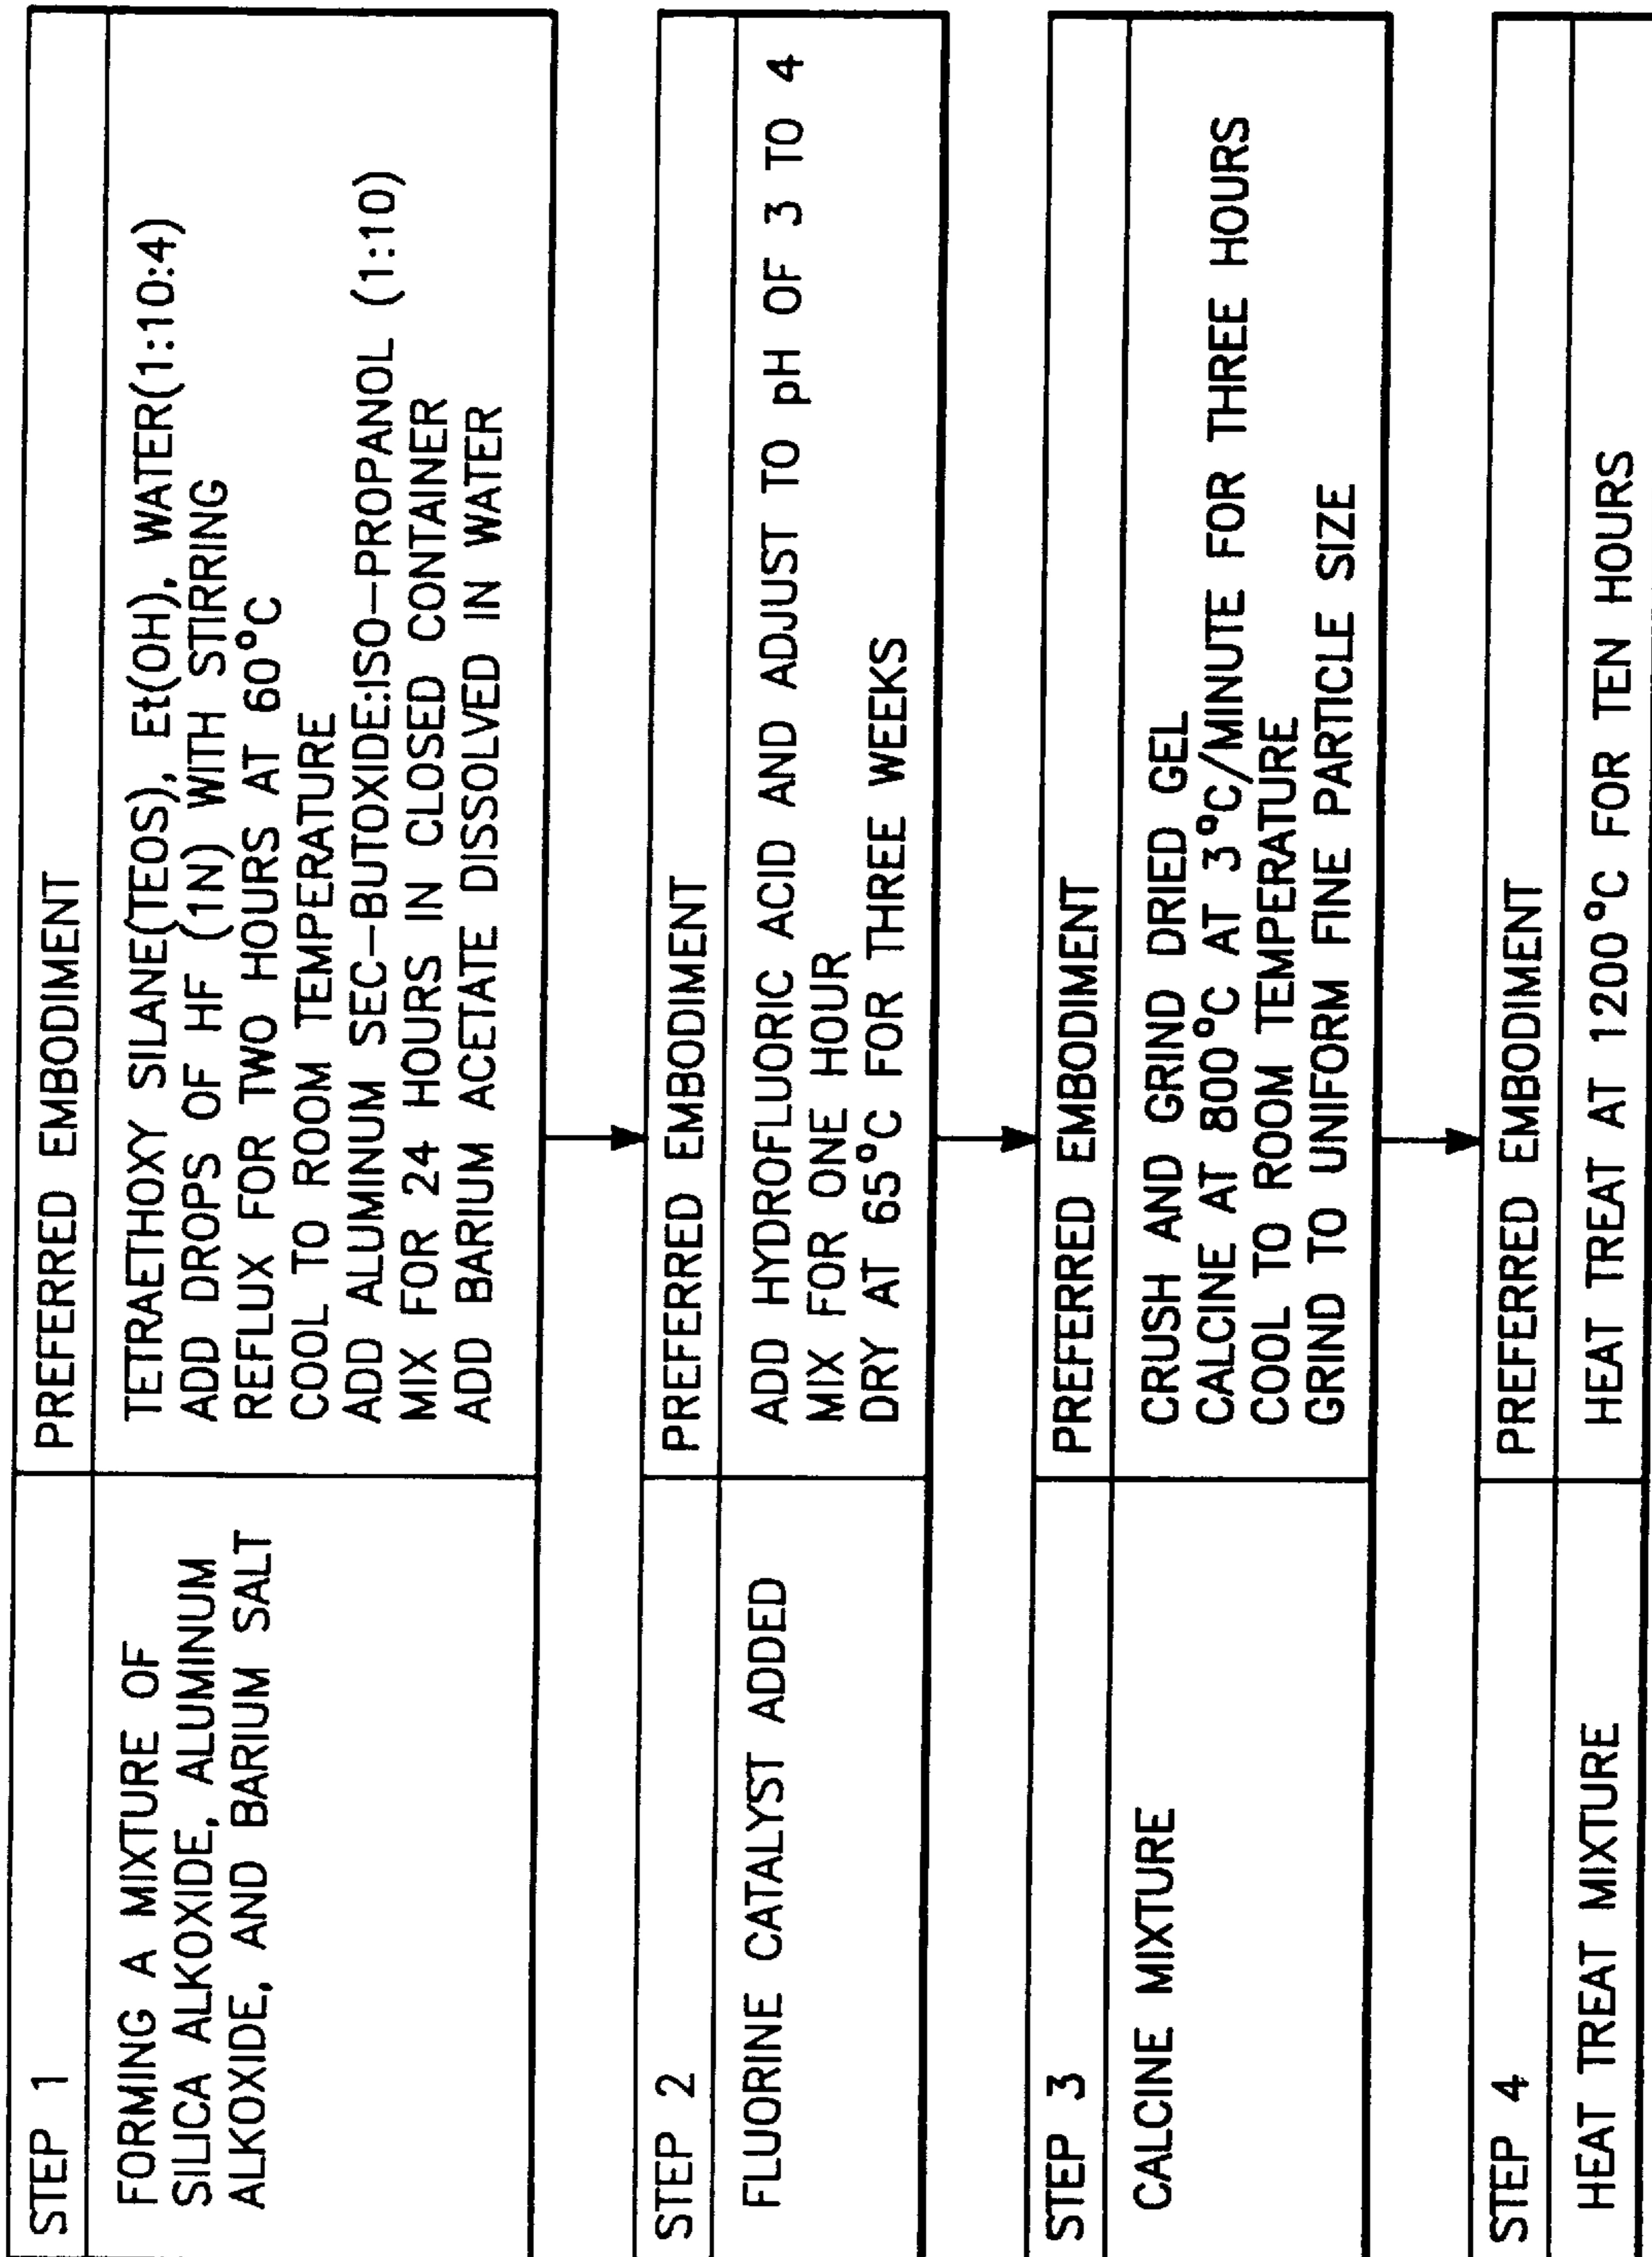 STEP 1
PREFERRED EMBODIMENT
FORMING A MIXTURE OF
SILICA ALKOXIDE, ALUMINUM
ALKOXIDE, AND BARIUM SALT
TETRAETHOXY SILANE(TEOS), Et(OH), WATER(1:10:4)
ADD DROPS OF HF (1N) WITH STIRRING
REFLUX FOR TWO HOURS AT 60°C
COOL TO ROOM TEMPERATURE
ADD ALUMINUM SEC-BUTOXIDE:ISO-PROPANOL (1:10)
MIX FOR 24 HOURS IN CLOSED CONTAINER
ADD BARIUM ACETATE DISSOLVED IN WATER
STEP 2
PREFERRED EMBODIMENT
FLUORINE CATALYST ADDED
ADD HYDROFLUORIC ACID AND ADJUST TO pH OF 3 TO 4
MIX FOR ONE HOUR
DRY AT 65°C FOR THREE WEEKS
STEP 3
PREFERRED EMBODIMENT
CALCINE MIXTURE
CRUSH AND GRIND DRIED GEL
CALCINE AT 800°C AT 3°C/MINUTE FOR THREE HOURS
COOL TO ROOM TEMPERATURE
GRIND TO UNIFORM FINE PARTICLE SIZE
STEP 4
PREFERRED EMBODIMENT
HEAT TREAT MIXTURE
HEAT TREAT AT 1200°C FOR TEN HOURS